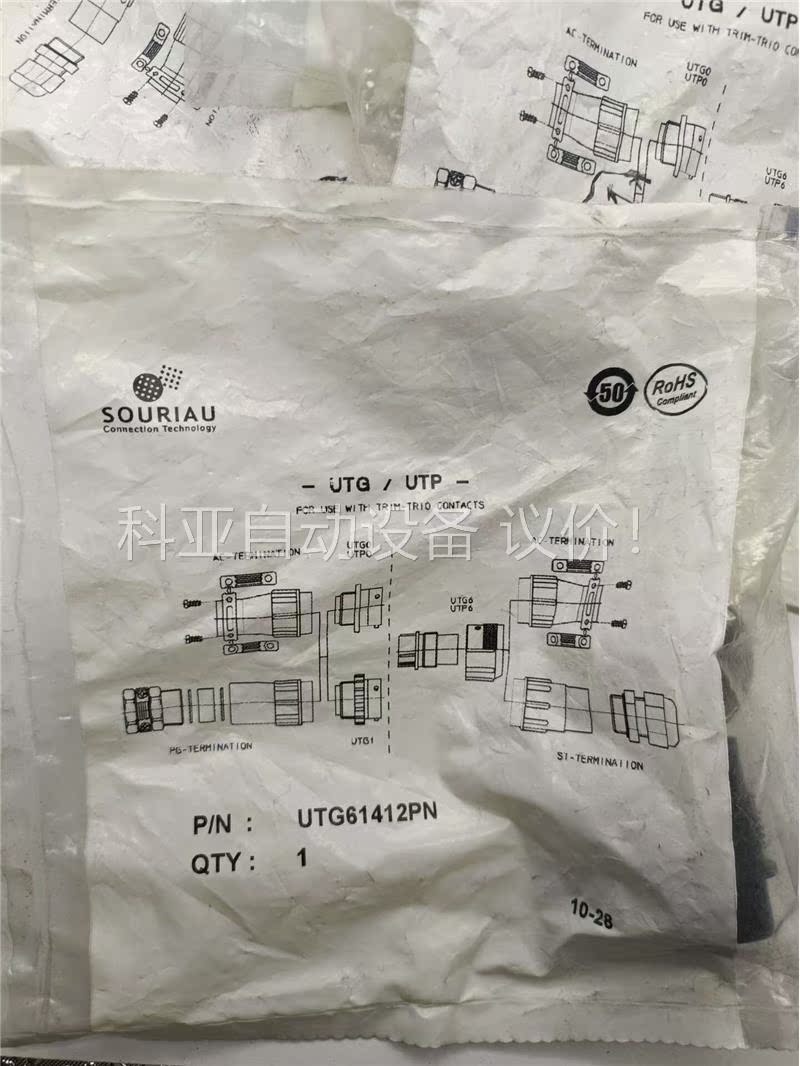 UTG / UTP
FOR USE WITH TRIM-TRIO
AC-TERMINATION
UTG0
UTP0
UTG6
UTP6
SOURIAU
Connection Technology
50
RoHS
Compliant
- UTG / UTP -
FOR USE WITH TRIM-TRIO CONTACTS
科亚自动设备 议价!
AC-TERMINATION
UTG0
UTP0
AC-TERMINATION
UTG6
UTP6
PG-TERMINATION
UTG1
ST-TERMINATION
P/N : UTG61412PN
QTY : 1
10-28